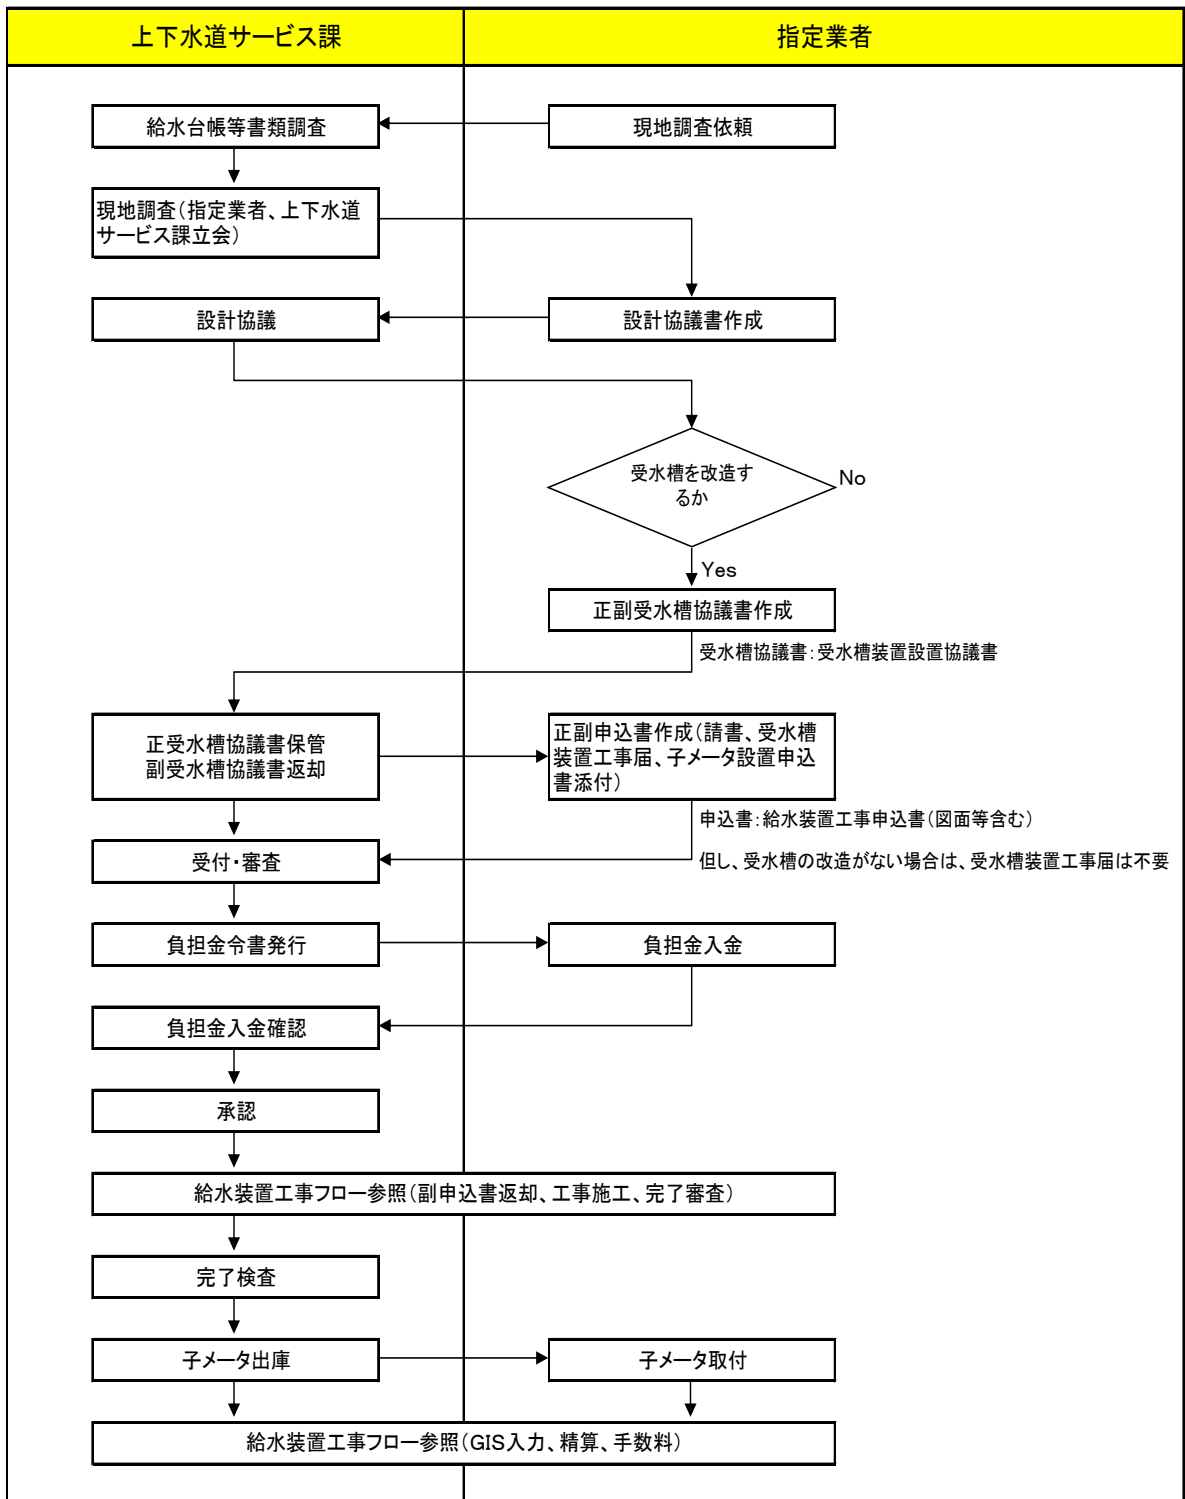 上下水道サービス課
指定業者
給水台帳等書類調査
現地調査依頼
現地調査(指定業者、上下水道
サービス課立会)
設計協議
設計協議書作成
受水槽を改造す
るか
No
Yes
正副受水槽協議書作成
受水槽協議書:受水槽装置設置協議書
正受水槽協議書保管
副受水槽協議書返却
正副申込書作成(請書、受水槽
装置工事届、子メータ設置申込
書添付)
申込書:給水装置工事申込書(図面等含む)
受付・審査
但し、受水槽の改造がない場合は、受水槽装置工事届は不要
負担金令書発行
負担金入金
負担金入金確認
承認
給水装置工事フロー参照(副申込書返却、工事施工、完了審査)
完了検査
子メータ出庫
子メータ取付
給水装置工事フロー参照(GIS入力、精算、手数料)